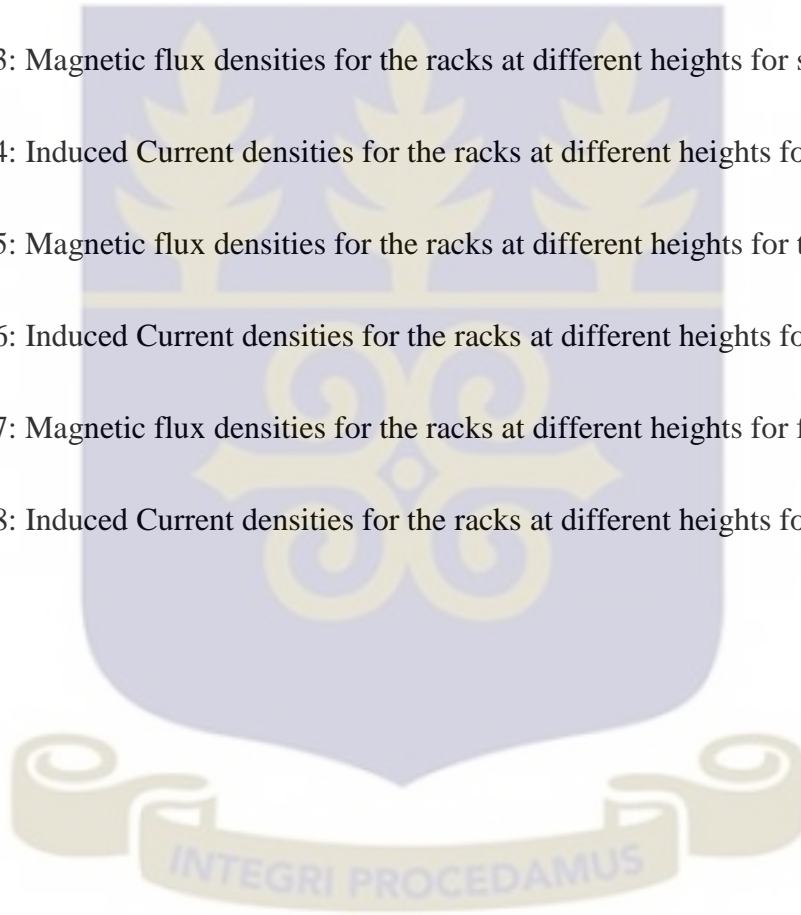 3: Magnetic flux densities for the racks at different heights for
4: Induced Current densities for the racks at different heights
5: Magnetic flux densities for the racks at different heights for
6: Induced Current densities for the racks at different heights
7: Magnetic flux densities for the racks at different heights for
8: Induced Current densities for the racks at different heights
INTEGRI PROCEDAMUS